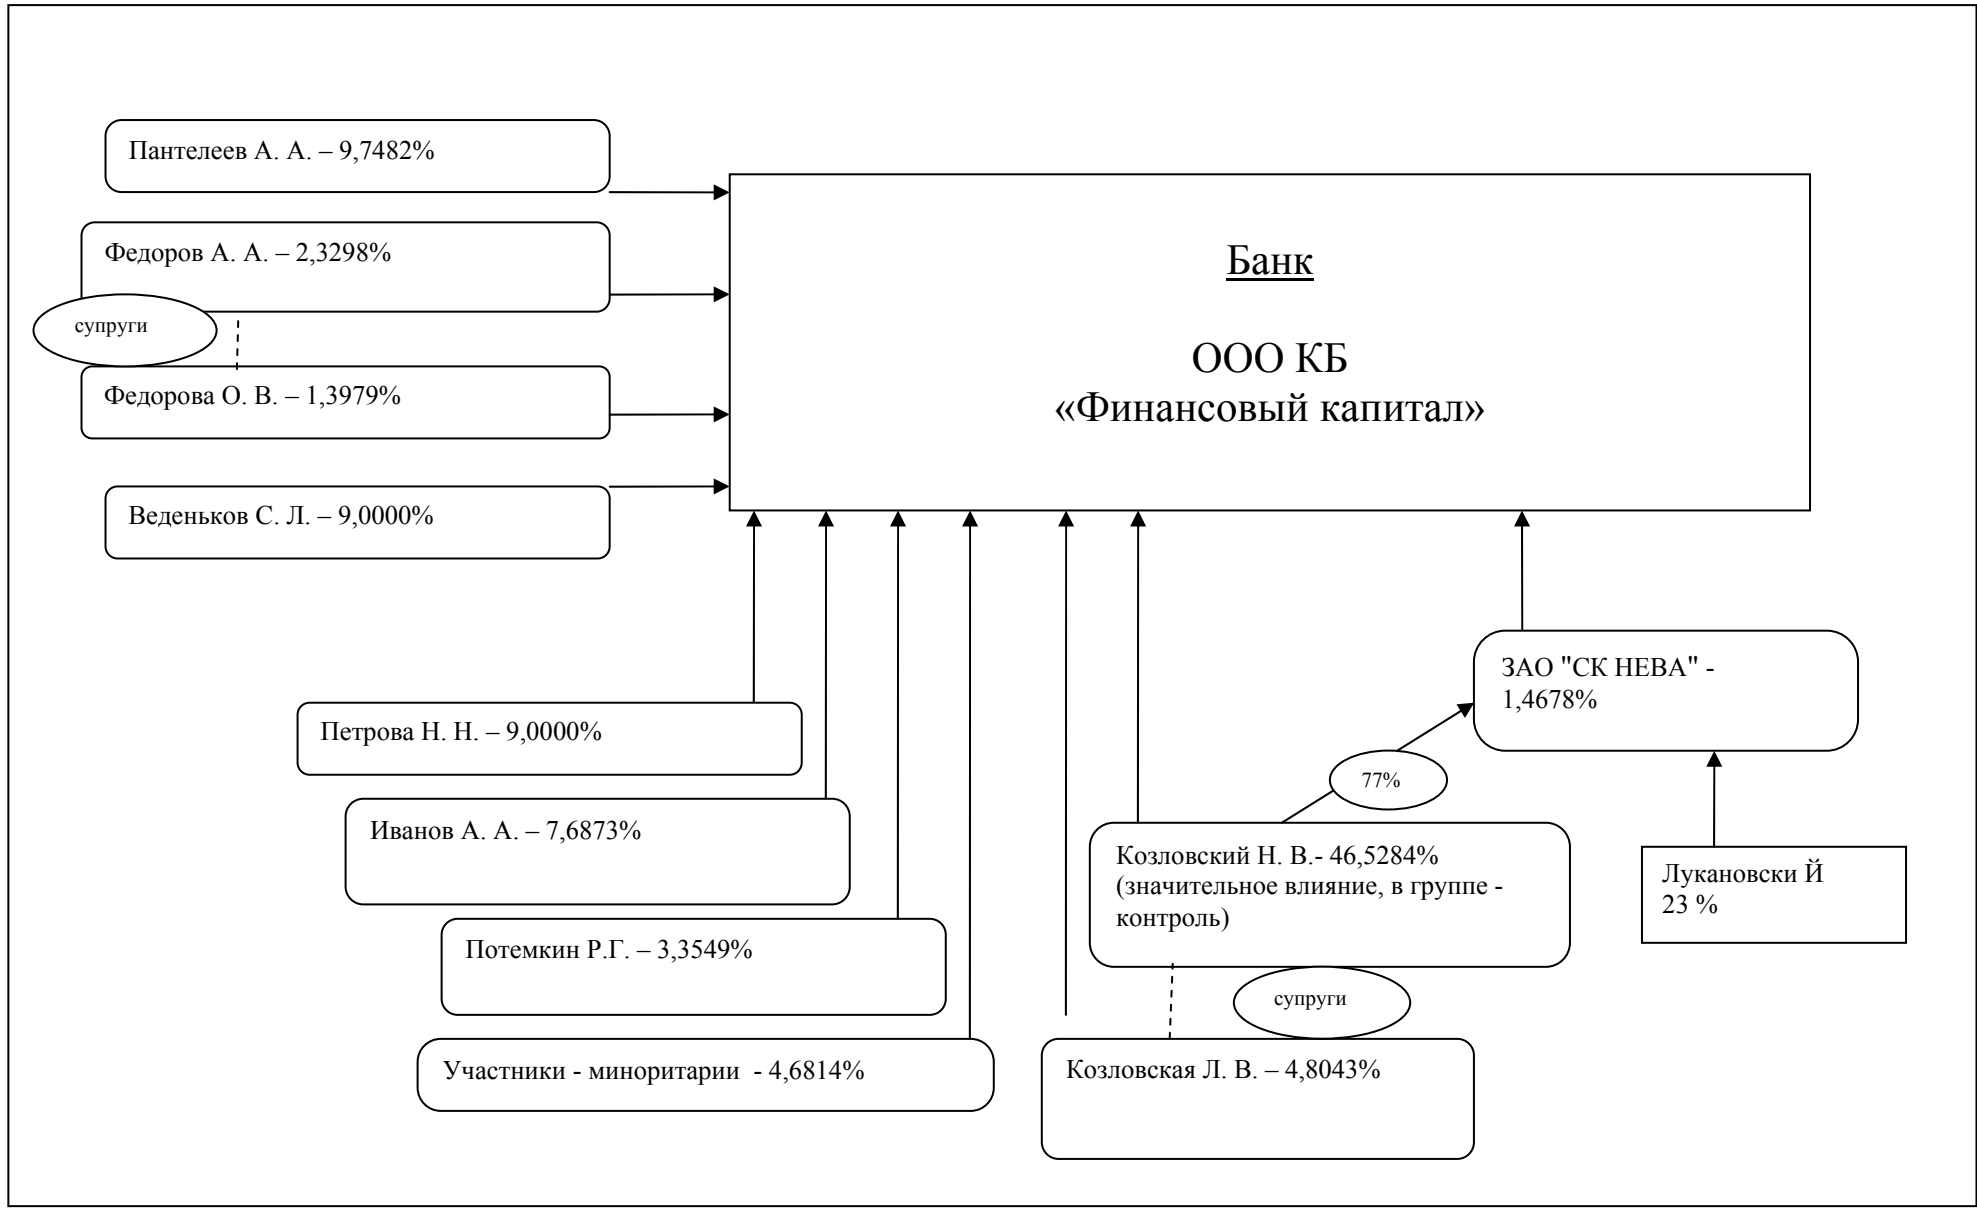 Пантелеев А. А. – 9,7482%
Федоров А. А. – 2,3298%
супруги
Федорова О. В. – 1,3979%
Веденьков С. Л. – 9,0000%
Банк
ООО КБ
«Финансовый капитал»
Петрова Н. Н. – 9,0000%
Иванов А. А. – 7,6873%
Потемкин Р.Г. – 3,3549%
Участники - миноритарии - 4,6814%
ЗАО "СК НЕВА" -
1,4678%
77%
Козловский Н. В.- 46,5284%
(значительное влияние, в группе -
контроль)
Лукановски Й
23 %
супруги
Козловская Л. В. – 4,8043%